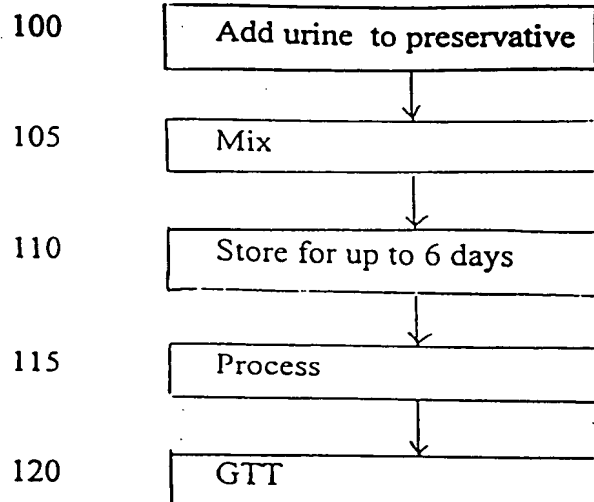 100 Add urine to preservative
105 Mix
110 Store for up to 6 days
115 Process
120 GTT